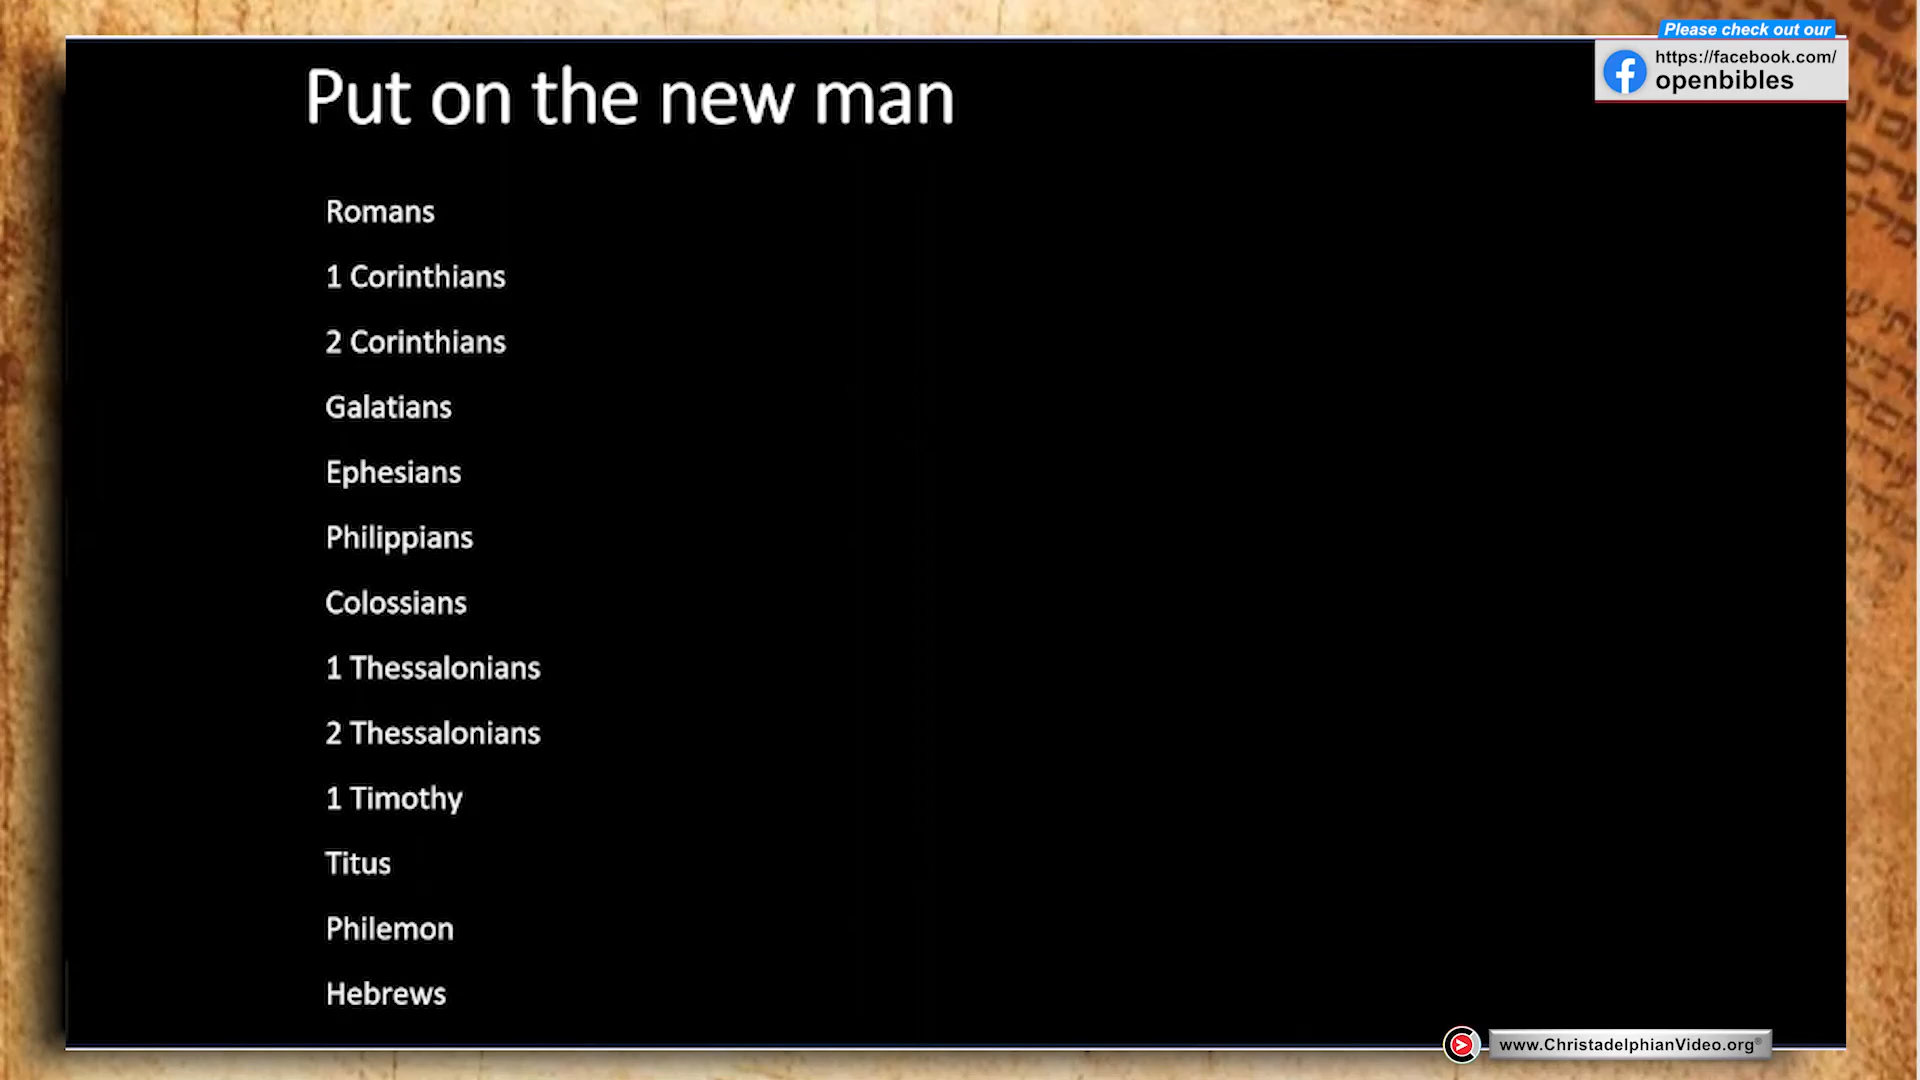 Please check out our
https://facebook.com/
openbibles
Put on the new man
Romans
1 Corinthians
2 Corinthians
Galatians
Ephesians
Philippians
Colossians
1 Thessalonians
2 Thessalonians
1 Timothy
Titus
Philemon
Hebrews
www.ChristadelphianVideo.org®